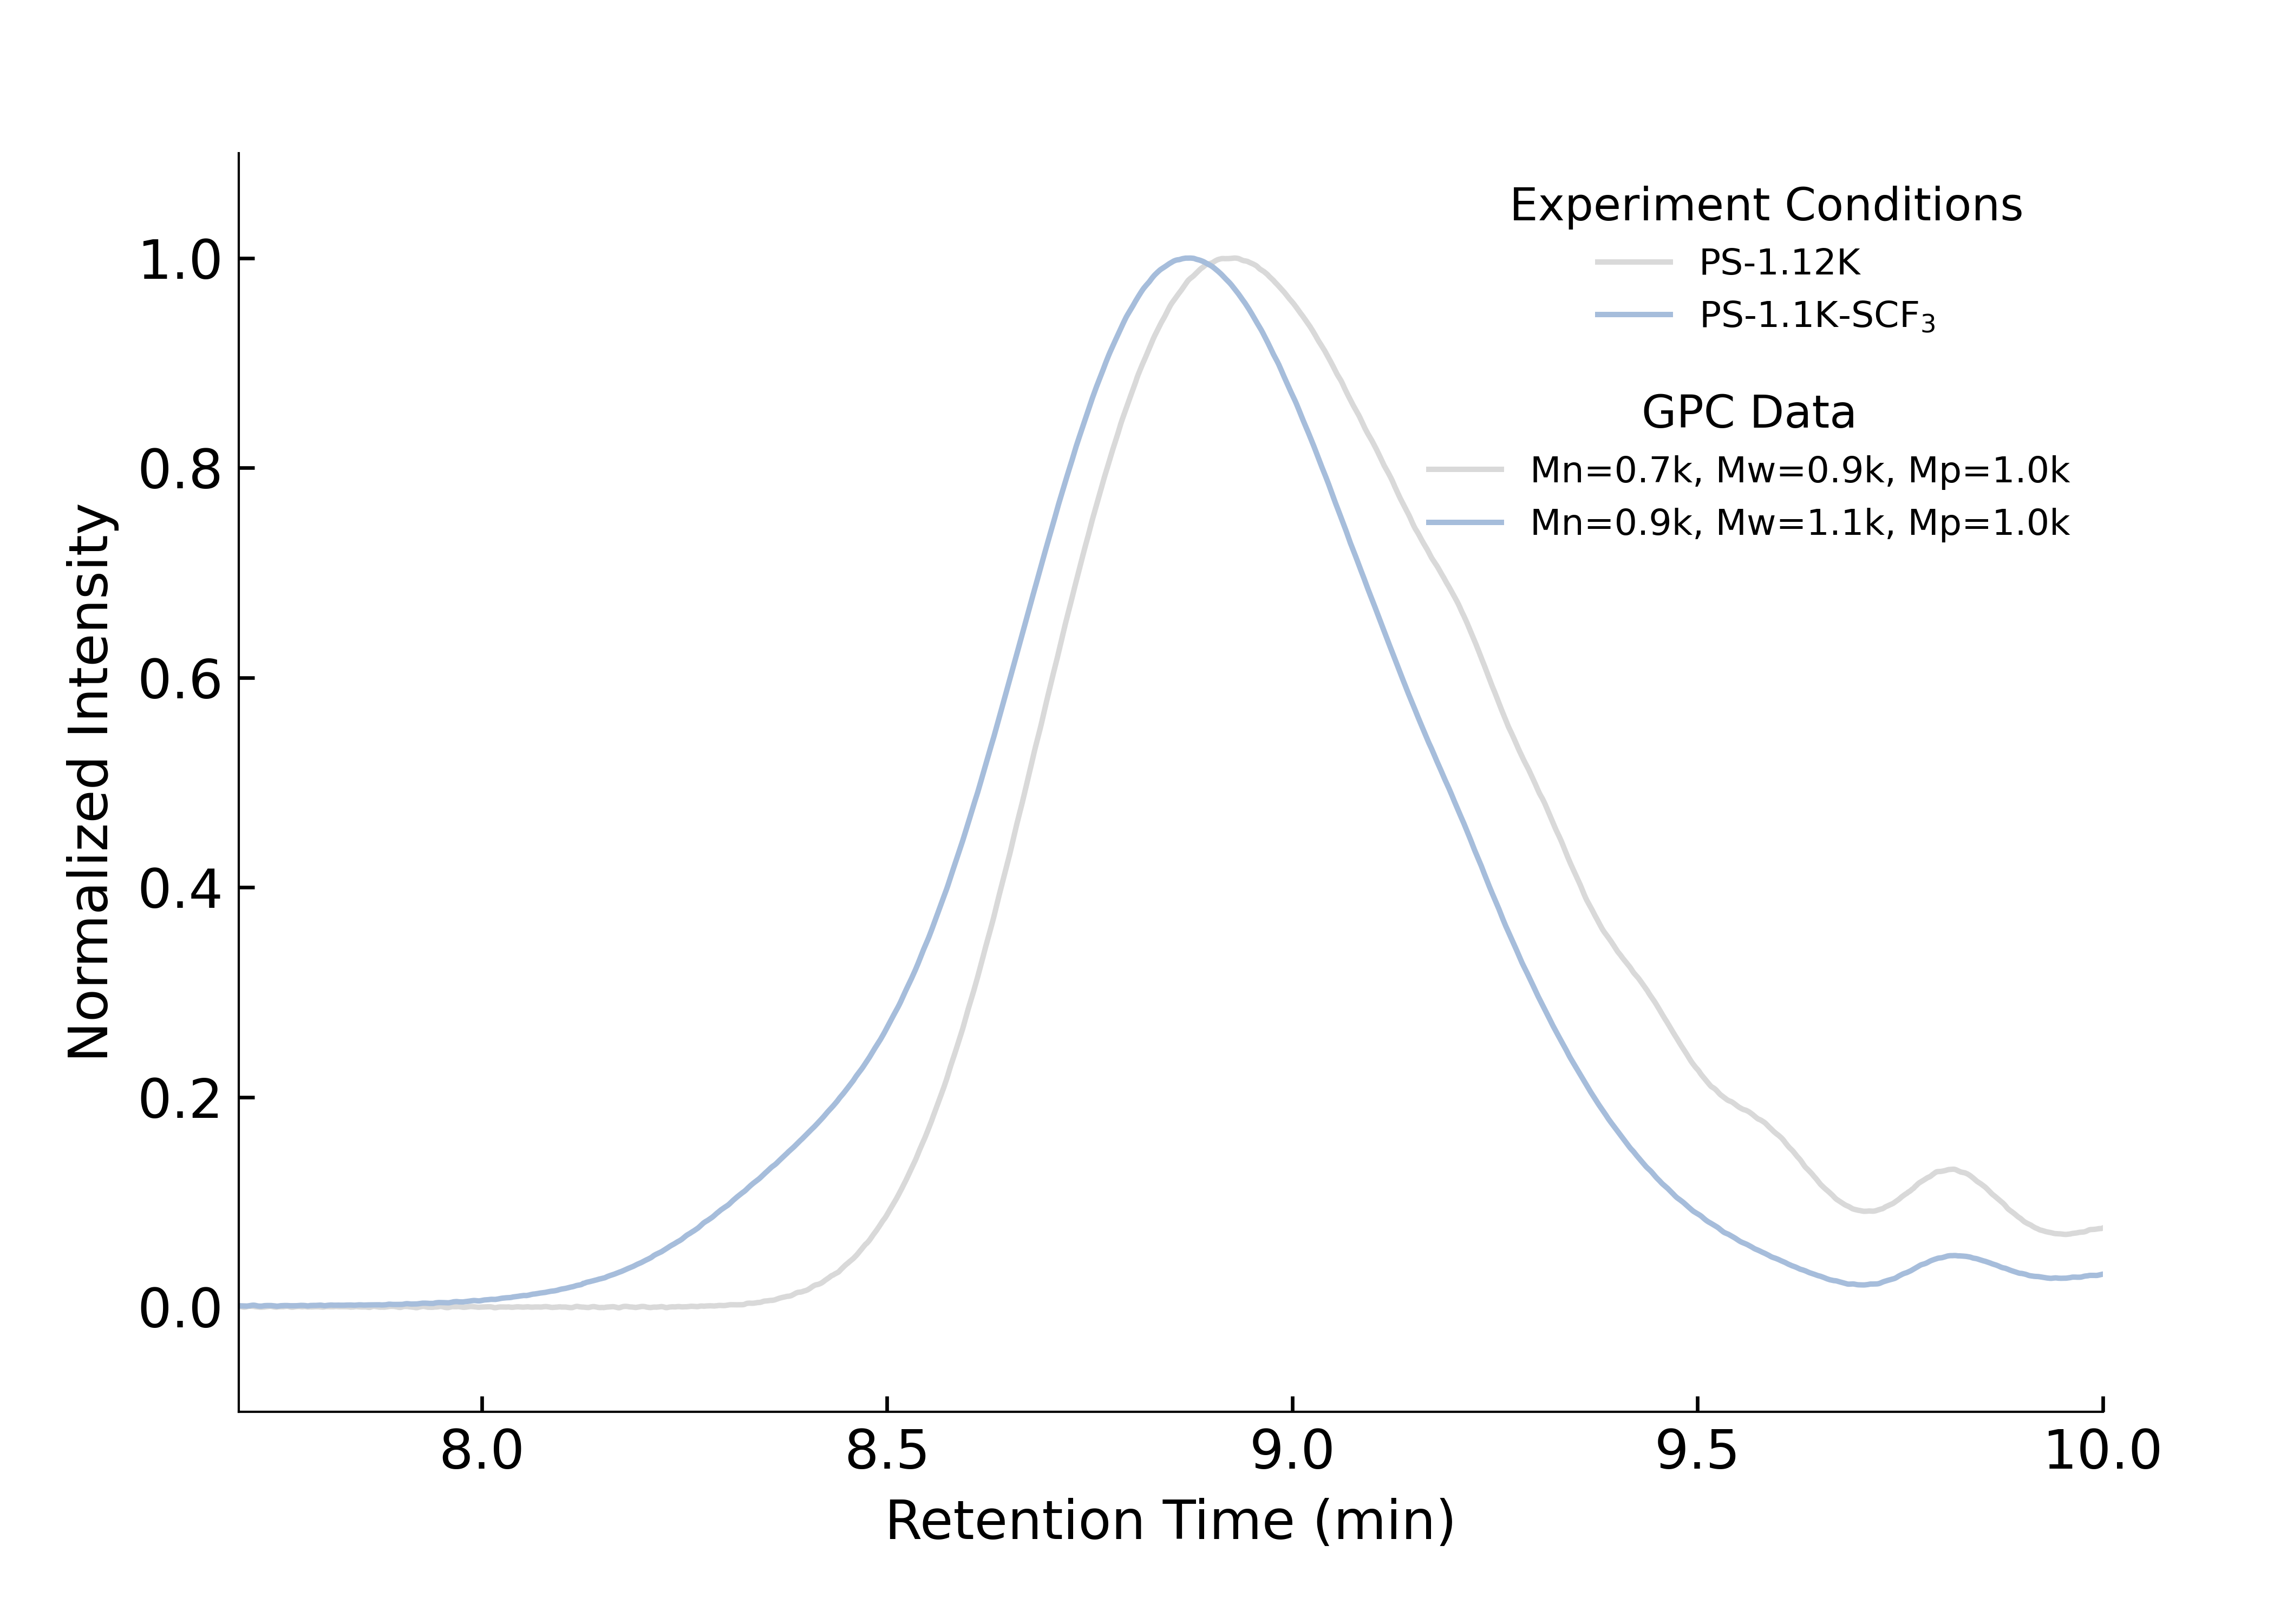 Experiment Conditions
PS-1.12K
PS-1.1K-SCF₃
GPC Data
Mn=0.7k, Mw=0.9k, Mp=1.0k
Mn=0.9k, Mw=1.1k, Mp=1.0k
Normalized Intensity
1.0
0.8
0.6
0.4
0.2
0.0
8.0 8.5 9.0 9.5 10.0
Retention Time (min)